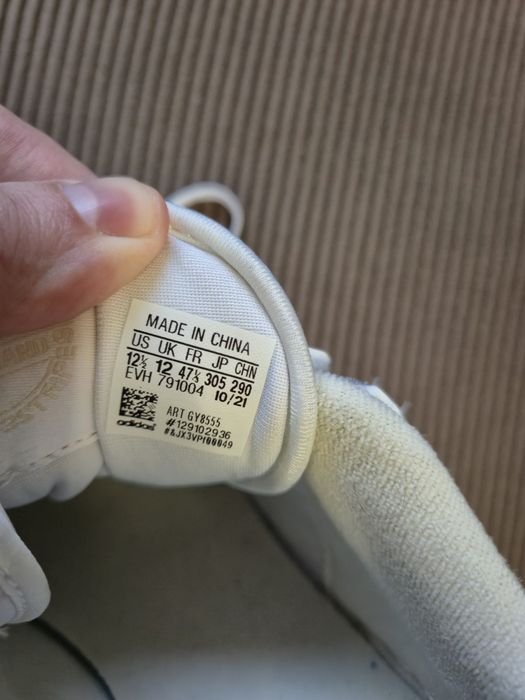 MADE IN CHINA
US UK FR JP CHN
12½ 12 47⅓ 305 290
EVH 791004 10/21
ART GY8555
#129102936
adidas
#&JX3VPI00049